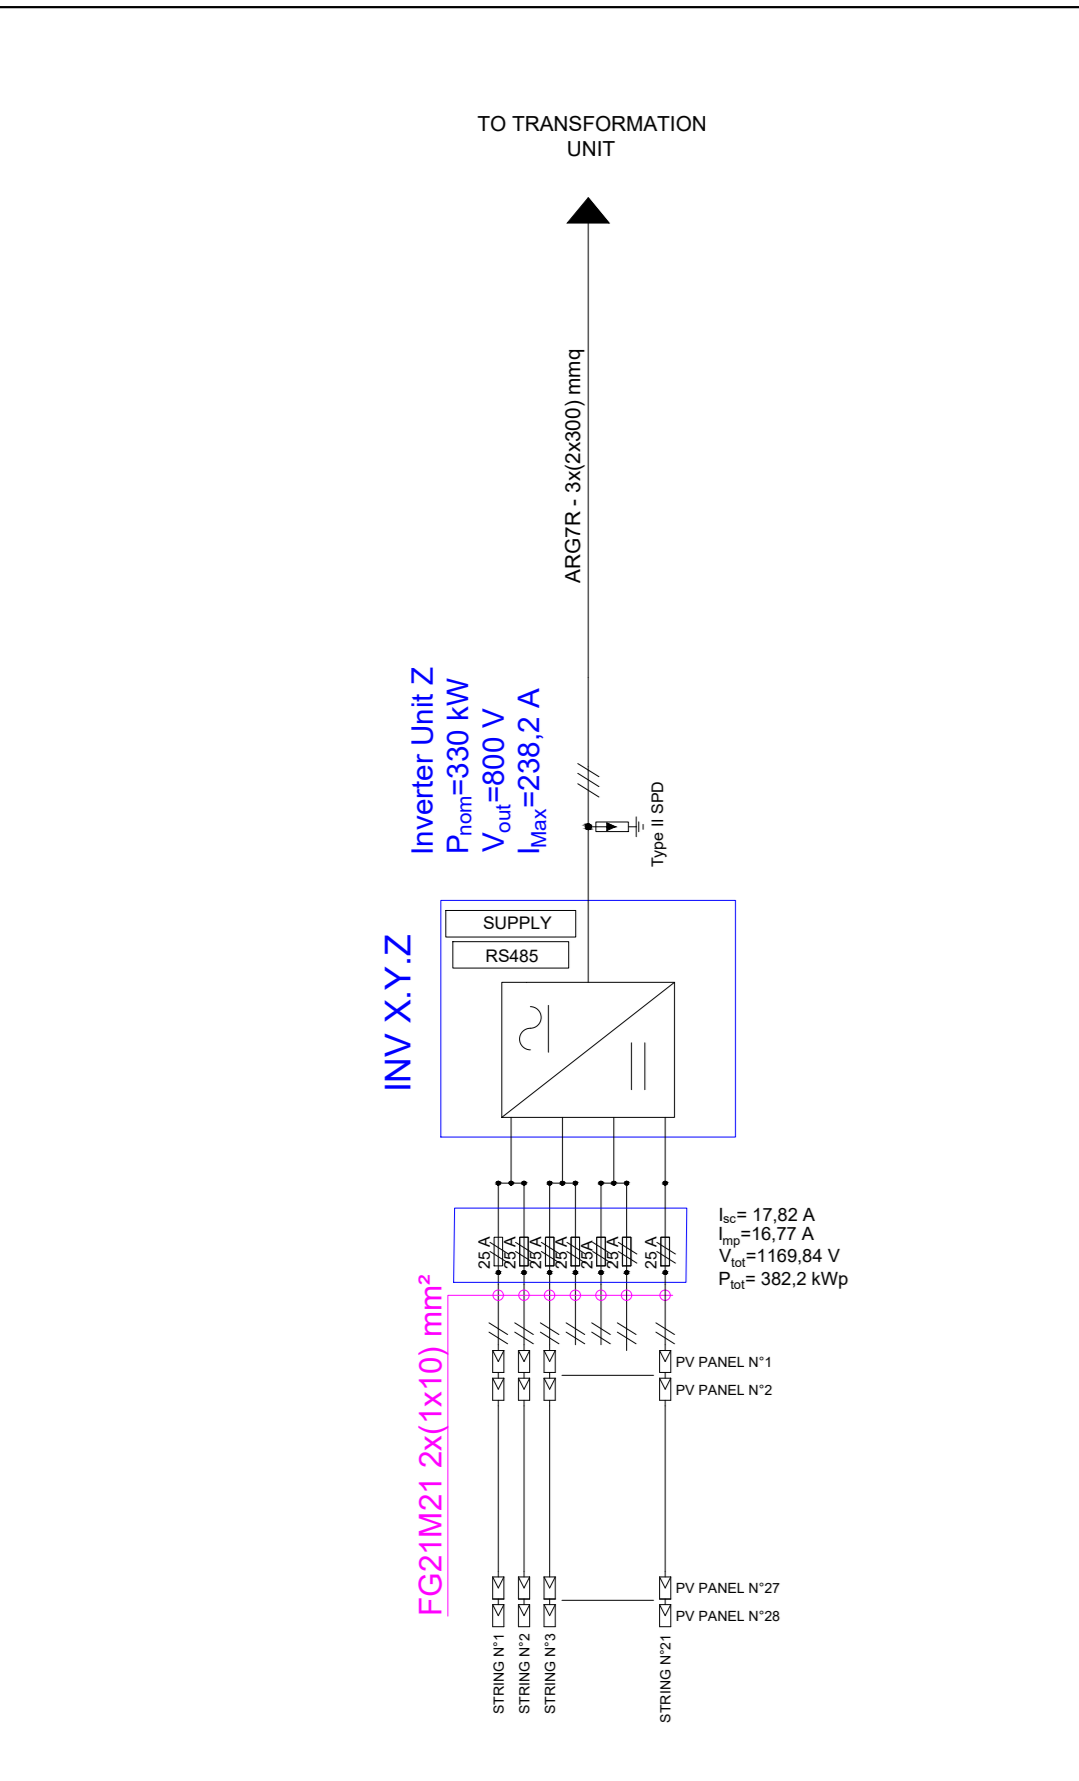 TO TRANSFORMATION
UNIT
ARG7R - 3x(2x300) mmq
Inverter Unit Z
Pnom=330 kW
Vout=800 V
IMax=238,2 A
Type II SPD
INV X.Y.Z
SUPPLY
RS485
25 A
25 A
25 A
25 A
25 A
25 A
25 A
Isc= 17,82 A
Imp=16,77 A
Vtot=1169,84 V
Ptot= 382,2 kWp
FG21M21 2x(1x10) mm²
PV PANEL N°1
PV PANEL N°2
PV PANEL N°27
PV PANEL N°28
STRING N°1
STRING N°2
STRING N°3
STRING N°21